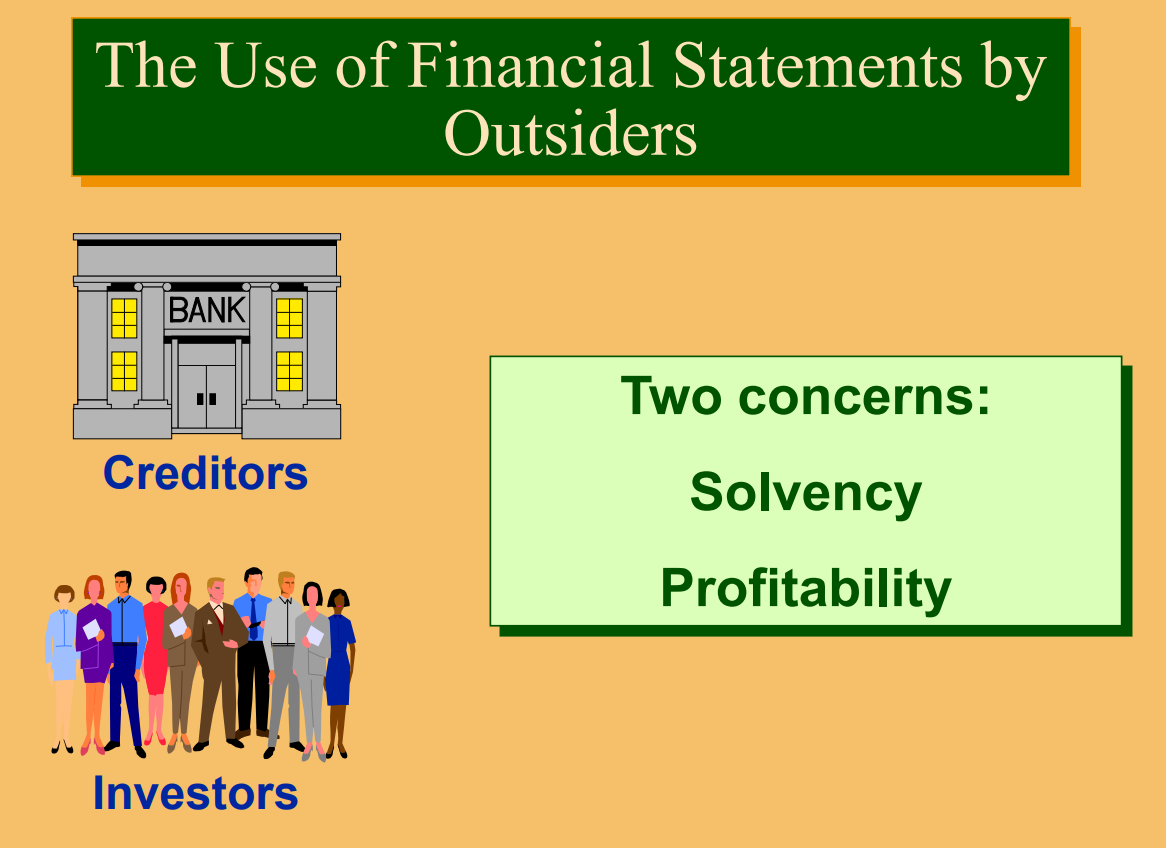 The Use of Financial Statements by
Outsiders
BANK
Creditors
Two concerns:
Solvency
Profitability
Investors